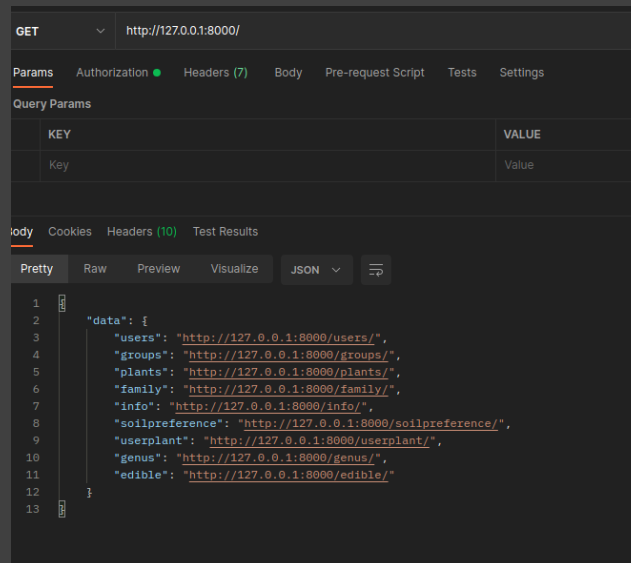 GET http://127.0.0.1:8000/
Params Authorization Headers (7) Body Pre-request Script Tests Settings
Query Params
KEY VALUE
Key Value
Body Cookies Headers (10) Test Results
Pretty Raw Preview Visualize JSON
1 {
2 "data": {
3 "users": "http://127.0.0.1:8000/users/",
4 "groups": "http://127.0.0.1:8000/groups/",
5 "plants": "http://127.0.0.1:8000/plants/",
6 "family": "http://127.0.0.1:8000/family/",
7 "info": "http://127.0.0.1:8000/info/",
8 "soilpreference": "http://127.0.0.1:8000/soilpreference/",
9 "userplant": "http://127.0.0.1:8000/userplant/",
10 "genus": "http://127.0.0.1:8000/genus/",
11 "edible": "http://127.0.0.1:8000/edible/"
12 }
13 }